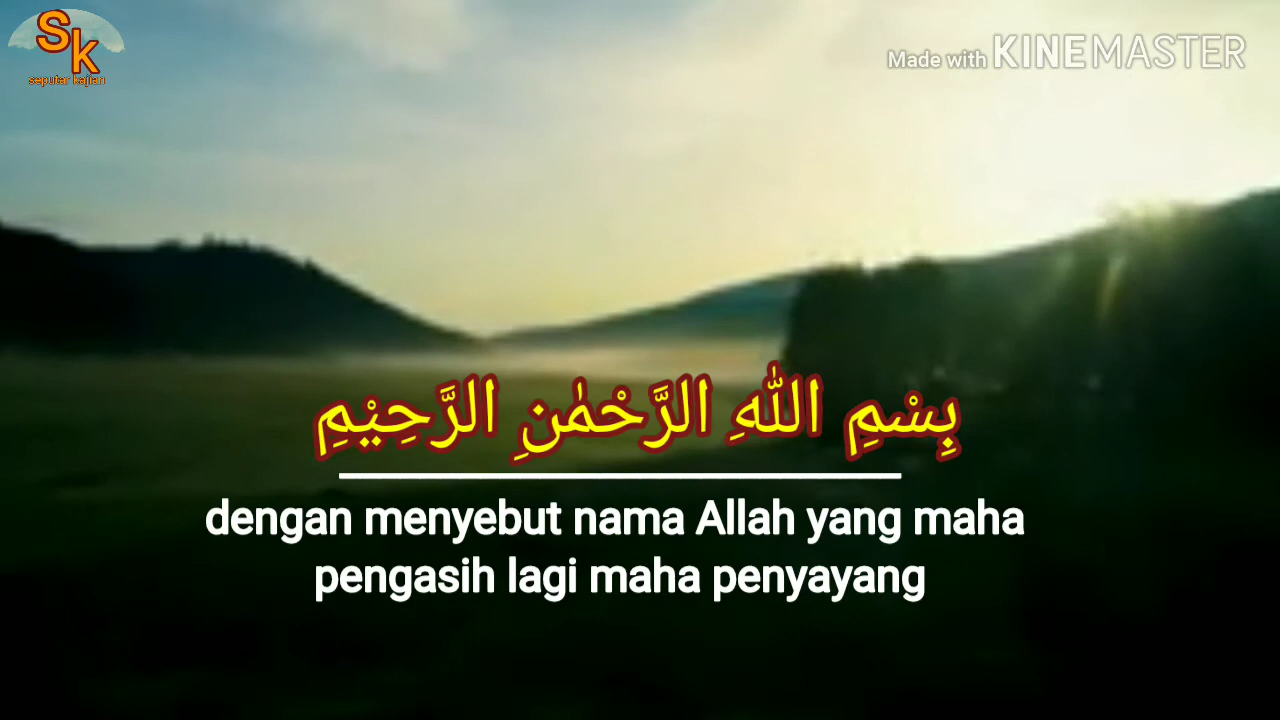 SK
seputar kajian
Made with KINEMASTER
بِسْمِ اللّٰهِ الرَّحْمٰنِ الرَّحِيْمِ
dengan menyebut nama Allah yang maha
pengasih lagi maha penyayang